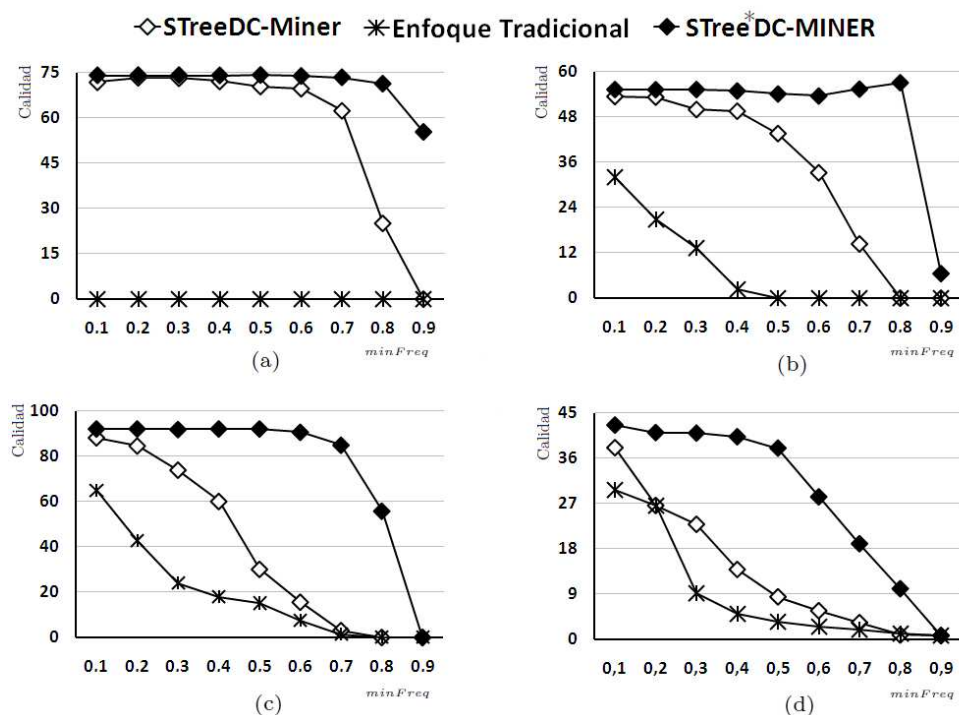 STreeDC-Miner Enfoque Tradicional STree*DC-MINER
Calidad
75
60
45
30
15
0
0.1 0.2 0.3 0.4 0.5 0.6 0.7 0.8 0.9
minFreq
(a)
Calidad
60
48
36
24
12
0
0.1 0,2 0.3 0.4 0.5 0.6 0.7 0.8 0.9
minFreq
(b)
Calidad
100
80
60
40
20
0
0.1 0.2 0.3 0.4 0.5 0.6 0.7 0.8 0.9
minFreq
(c)
Calidad
45
36
27
18
9
0
0,1 0,2 0,3 0,4 0,5 0,6 0,7 0,8 0,9
minFreq
(d)